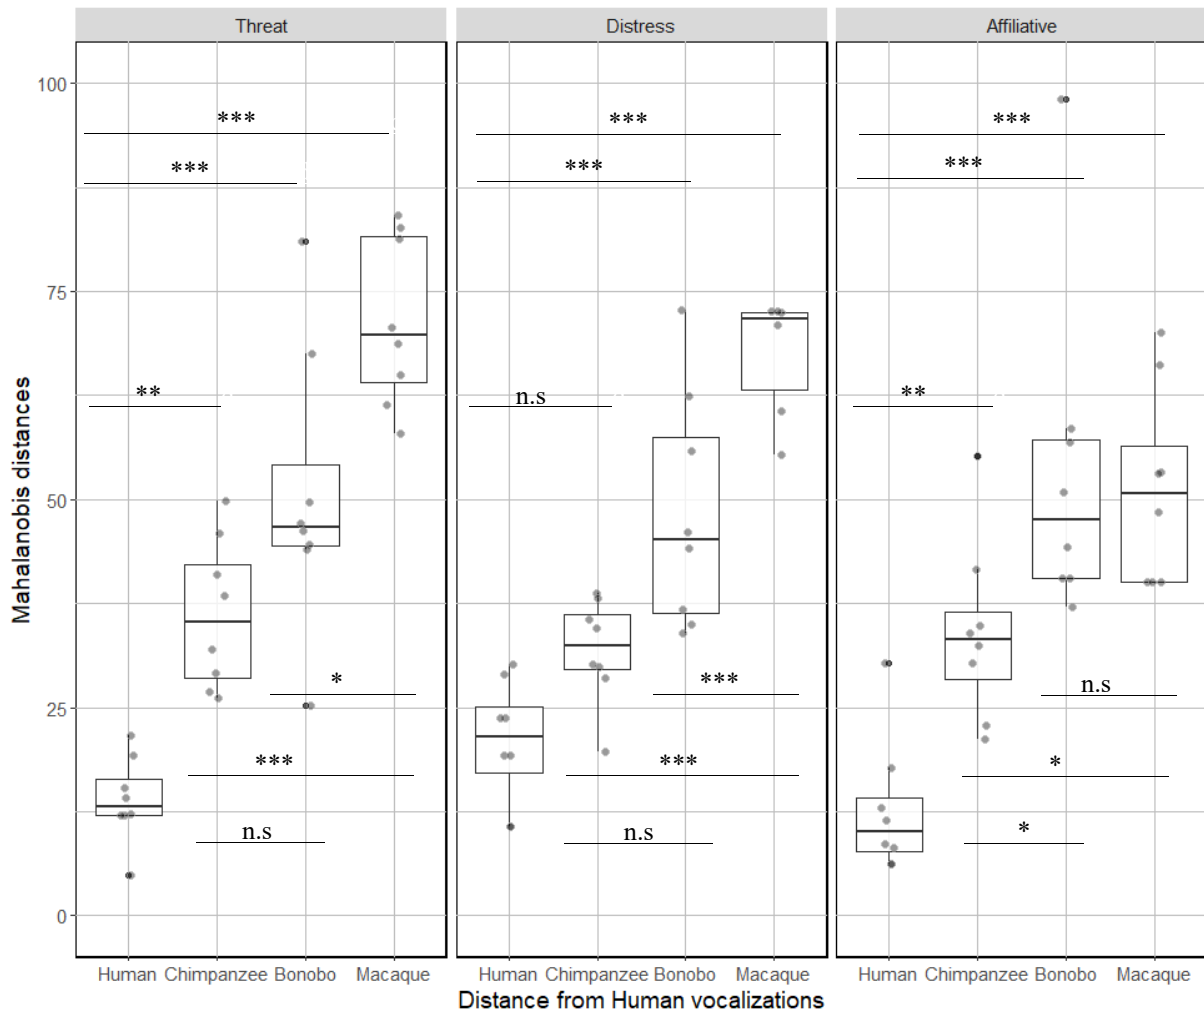 Threat Distress Affiliative
100
*** *** ***
*** *** ***
75
** n.s **
50
* *** n.s
25
*** *** *
n.s n.s *
0
Human Chimpanzee Bonobo Macaque Human Chimpanzee Bonobo Macaque Human Chimpanzee Bonobo Macaque
Distance from Human vocalizations
Mahalanobis distances